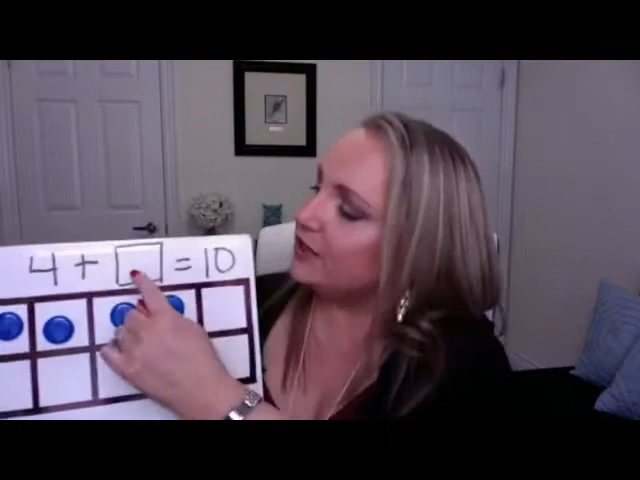 4 + □ = 10